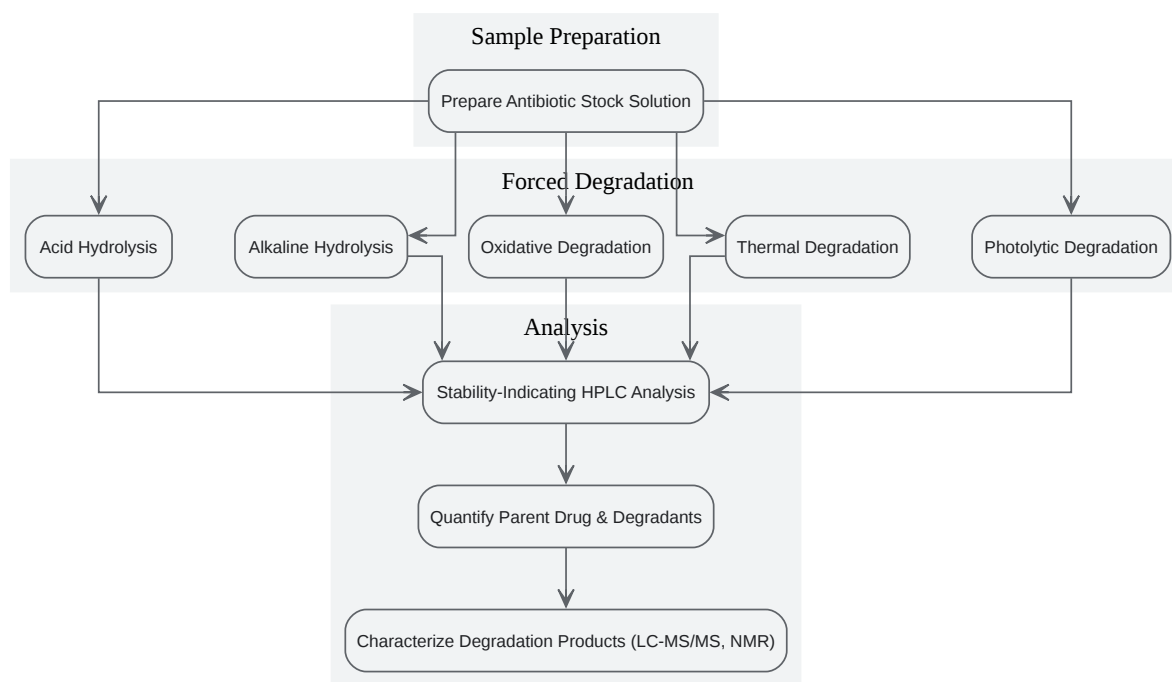 Sample Preparation
Prepare Antibiotic Stock Solution
Forced Degradation
Acid Hydrolysis
Alkaline Hydrolysis
Oxidative Degradation
Thermal Degradation
Photolytic Degradation
Analysis
Stability-Indicating HPLC Analysis
Quantify Parent Drug & Degradants
Characterize Degradation Products (LC-MS/MS, NMR)